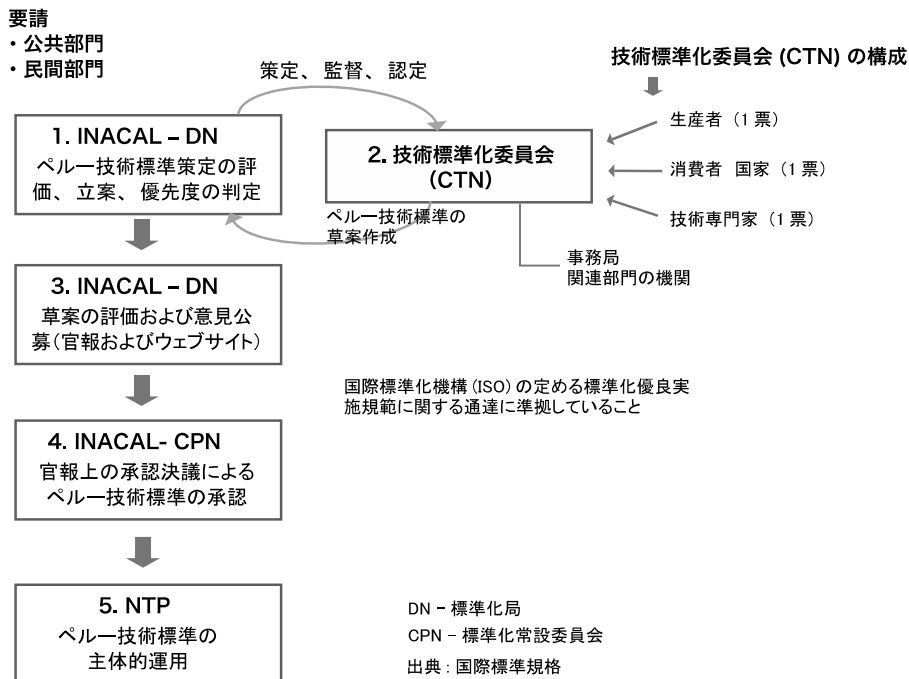 要請
・公共部門
・民間部門
策定、監督、認定
技術標準化委員会 (CTN) の構成
1. INACAL – DN
ペルー技術標準策定の評
価、立案、優先度の判定
2. 技術標準化委員会
(CTN)
生産者（1 票）
消費者 国家（1 票）
技術専門家（1 票）
ペルー技術標準の
草案作成
事務局
関連部門の機関
3. INACAL – DN
草案の評価および意見公
募（官報およびウェブサイト）
国際標準化機構（ISO）の定める標準化優良実
施規範に関する通達に準拠していること
4. INACAL- CPN
官報上の承認決議による
ペルー技術標準の承認
5. NTP
ペルー技術標準の
主体的運用
DN – 標準化局
CPN – 標準化常設委員会
出典 : 国際標準規格